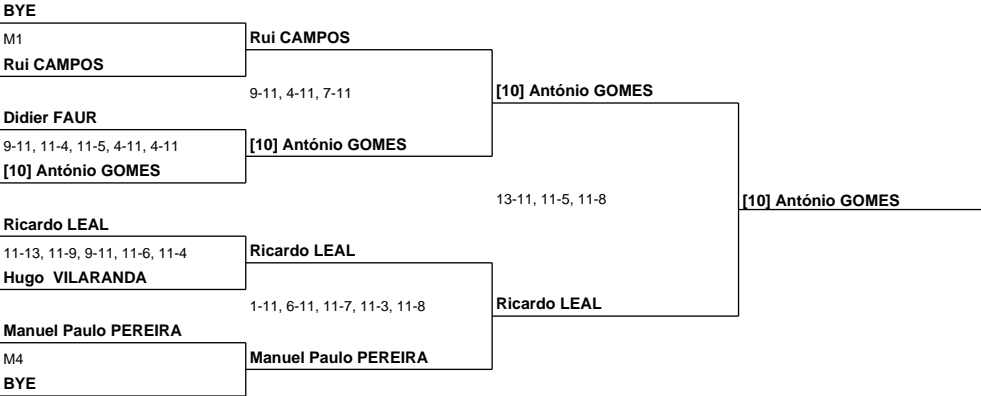 BYE
M1
Rui CAMPOS
Rui CAMPOS
9-11, 4-11, 7-11
[10] António GOMES
Didier FAUR
9-11, 11-4, 11-5, 4-11, 4-11
[10] António GOMES
[10] António GOMES
13-11, 11-5, 11-8
[10] António GOMES
Ricardo LEAL
11-13, 11-9, 9-11, 11-6, 11-4
Ricardo LEAL
Hugo VILARANDA
1-11, 6-11, 11-7, 11-3, 11-8
Ricardo LEAL
Manuel Paulo PEREIRA
M4
Manuel Paulo PEREIRA
BYE